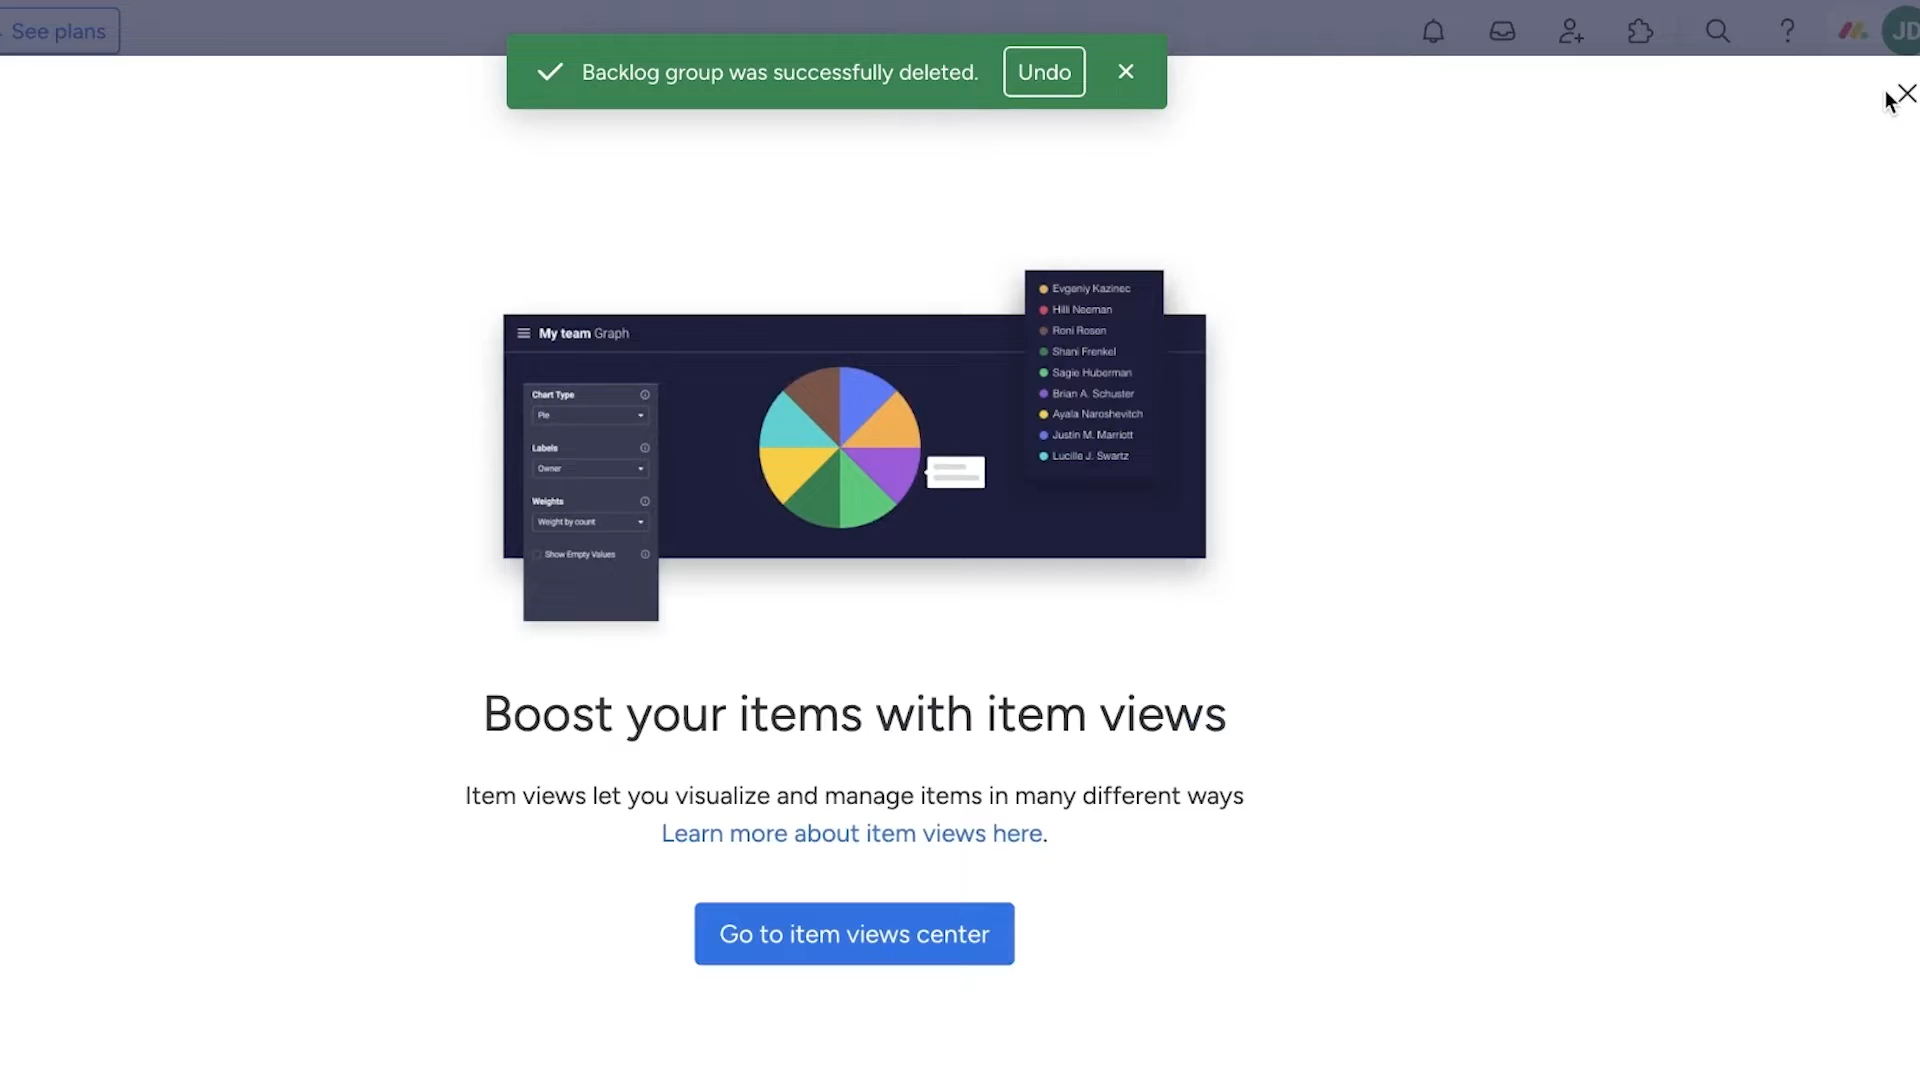 See plans
JD
Backlog group was successfully deleted.
Undo
My team Graph
Chart Type
Pie
Labels
Owner
Weights
Weight by count
Show Empty Values
Evgeniy Kazinec
Hilli Neeman
Roni Rosen
Shani Frenkel
Sagie Huberman
Brian A. Schuster
Ayala Naroshevitch
Justin M. Marriott
Lucille J. Swartz
Boost your items with item views
Item views let you visualize and manage items in many different ways
Learn more about item views here.
Go to item views center